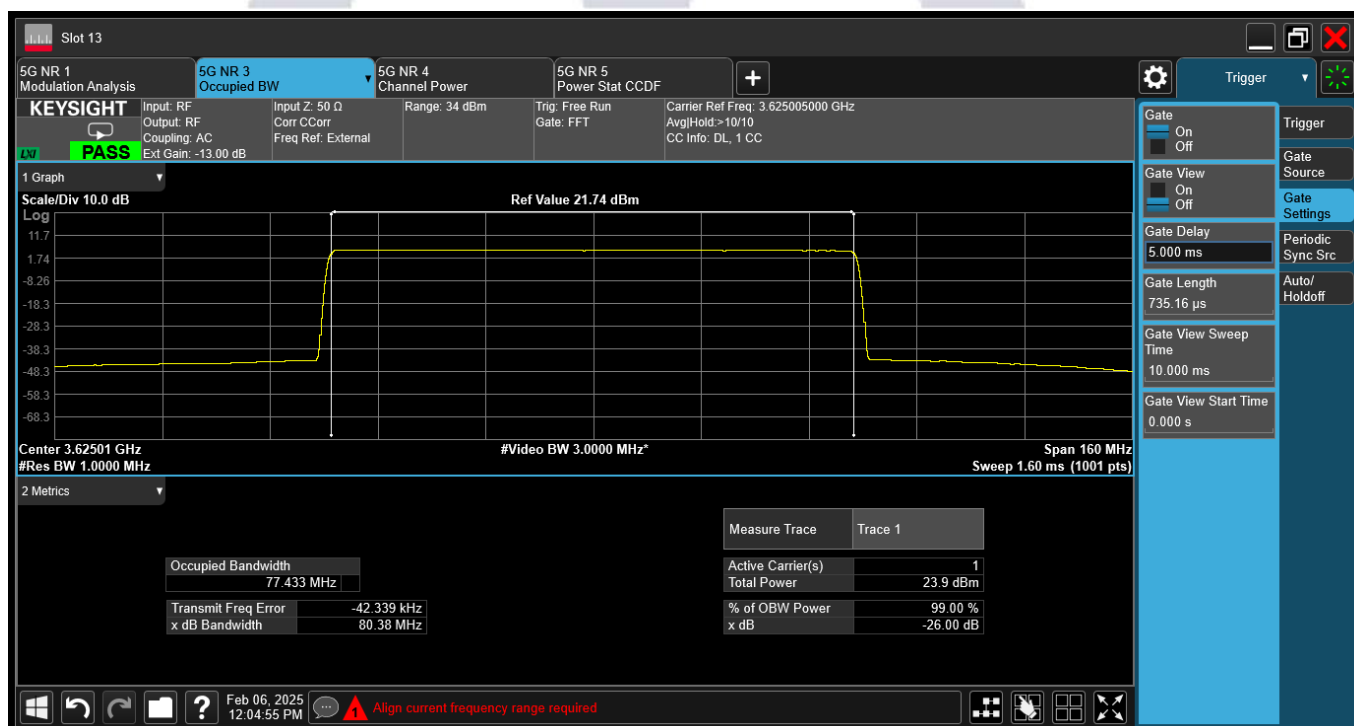 Slot 13
5G NR 1
Modulation Analysis
5G NR 3
Occupied BW
5G NR 4
Channel Power
5G NR 5
Power Stat CCDF
Trigger
KEYSIGHT
LXI
PASS
Input: RF
Output: RF
Coupling: AC
Ext Gain: -13.00 dB
Input Z: 50 Ω
Corr CCorr
Freq Ref: External
Range: 34 dBm
Trig: Free Run
Gate: FFT
Carrier Ref Freq: 3.625005000 GHz
Avg|Hold:>10/10
CC Info: DL, 1 CC
1 Graph
Scale/Div 10.0 dB
Ref Value 21.74 dBm
Log
11.7
1.74
-8.26
-18.3
-28.3
-38.3
-48.3
-58.3
-68.3
Center 3.62501 GHz
#Video BW 3.0000 MHz*
Span 160 MHz
#Res BW 1.0000 MHz
Sweep 1.60 ms (1001 pts)
2 Metrics
Measure Trace Trace 1
Occupied Bandwidth
77.433 MHz
Transmit Freq Error -42.339 kHz
x dB Bandwidth 80.38 MHz
Active Carrier(s) 1
Total Power 23.9 dBm
% of OBW Power 99.00 %
x dB -26.00 dB
Gate
On
Off
Gate View
On
Off
Gate Delay
5.000 ms
Gate Length
735.16 µs
Gate View Sweep
Time
10.000 ms
Gate View Start Time
0.000 s
Trigger
Gate
Source
Gate
Settings
Periodic
Sync Src
Auto/
Holdoff
?
Feb 06, 2025
12:04:55 PM
1
Align current frequency range required